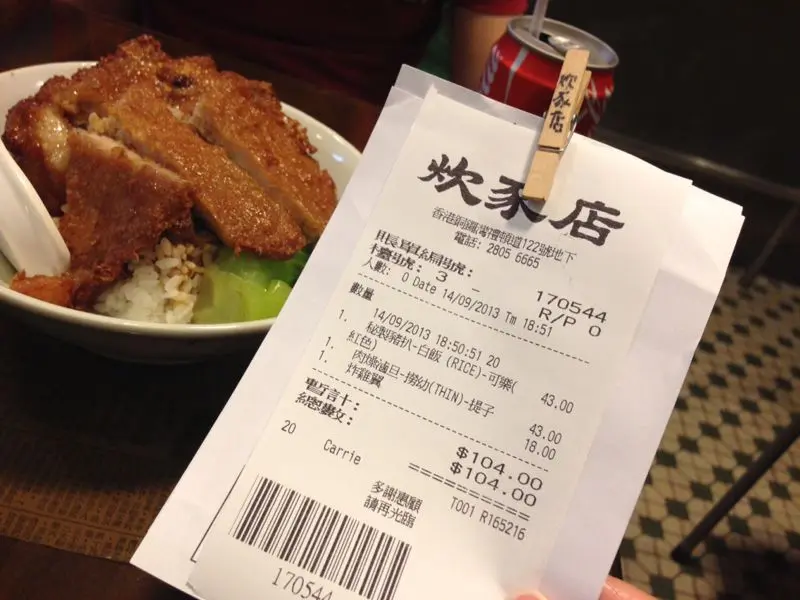 炊家店
炊家店
香港銅鑼灣禮頓道122號地下
電話: 2805 6665
賬單編號: 170544
檯號: 3 _ R/P 0
人數: 0 Date 14/09/2013 Tm 18:51
數量
14/09/2013 18:50:51 20
1. 秘製豬扒-白飯 (RICE)-可樂( 43.00
紅色)
1. 肉燥滷旦-撈幼(THIN)-提子 43.00
1. 炸雞翼 18.00
暫計: $104.00
總數: $104.00
============
20 Carrie T001 R165216
多謝惠顧
請再光臨
170544